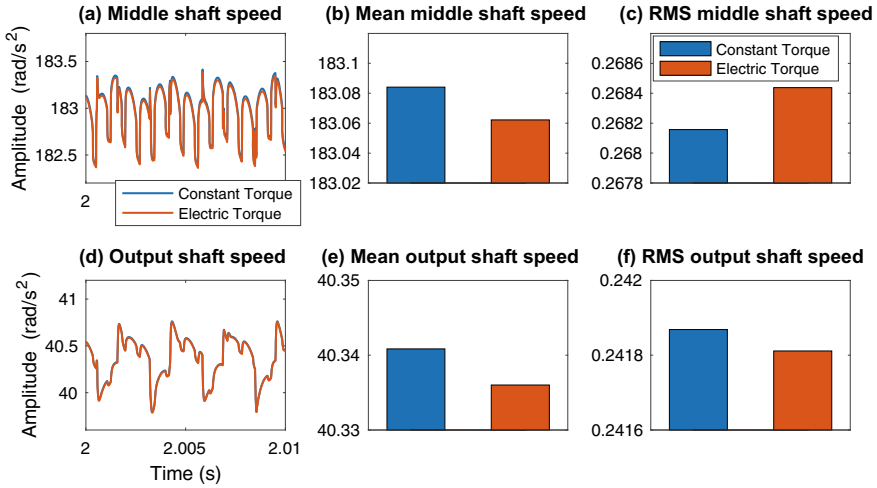 (a) Middle shaft speed
(b) Mean middle shaft speed
(c) RMS middle shaft speed
Amplitude (rad/s²)
183.5
183
182.5
2
Constant Torque
Electric Torque
183.1
183.08
183.06
183.04
183.02
0.2686
0.2684
0.2682
0.268
0.2678
Constant Torque
Electric Torque
(d) Output shaft speed
(e) Mean output shaft speed
(f) RMS output shaft speed
Amplitude (rad/s²)
41
40.5
40
2
2.005
2.01
Time (s)
40.35
40.34
40.33
0.242
0.2418
0.2416